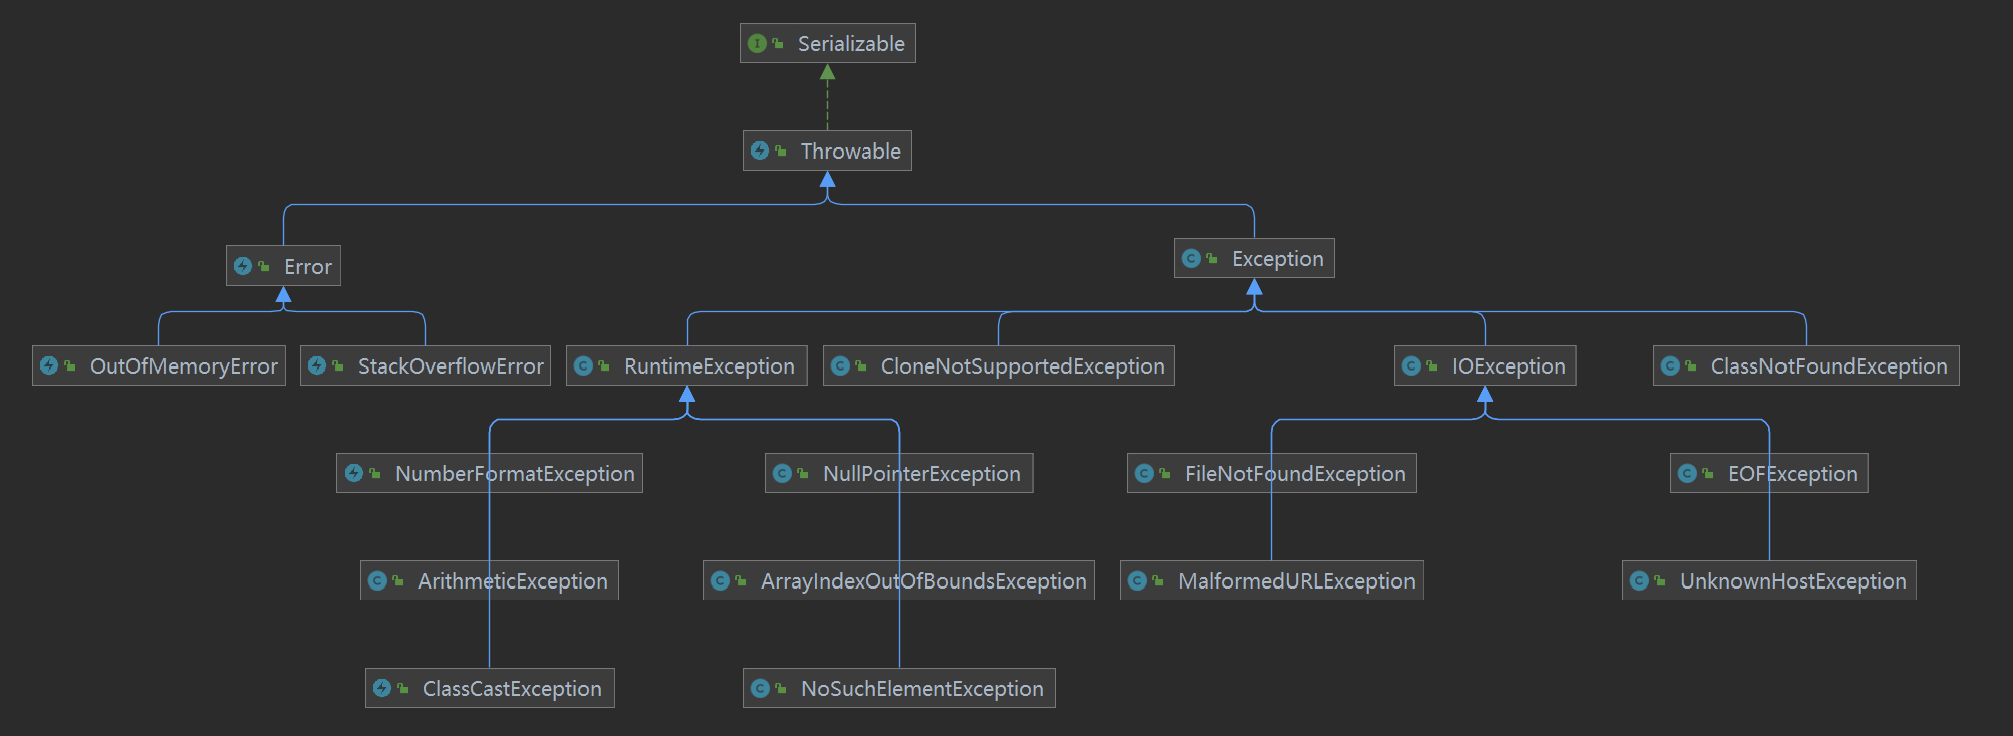 Serializable
Throwable
Error
Exception
OutOfMemoryError
StackOverflowError
RuntimeException
CloneNotSupportedException
IOException
ClassNotFoundException
NumberFormatException
NullPointerException
FileNotFoundException
EOFException
ArithmeticException
ArrayIndexOutOfBoundsException
MalformedURLException
UnknownHostException
ClassCastException
NoSuchElementException